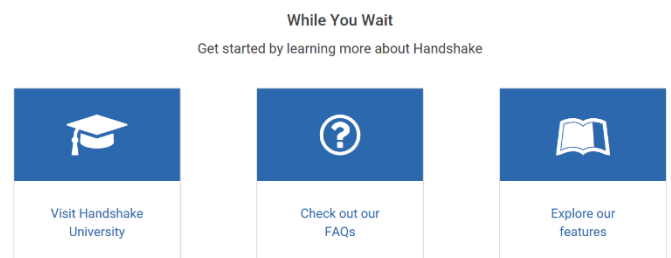 While You Wait
Get started by learning more about Handshake
Visit Handshake
University
Check out our
FAQs
Explore our
features